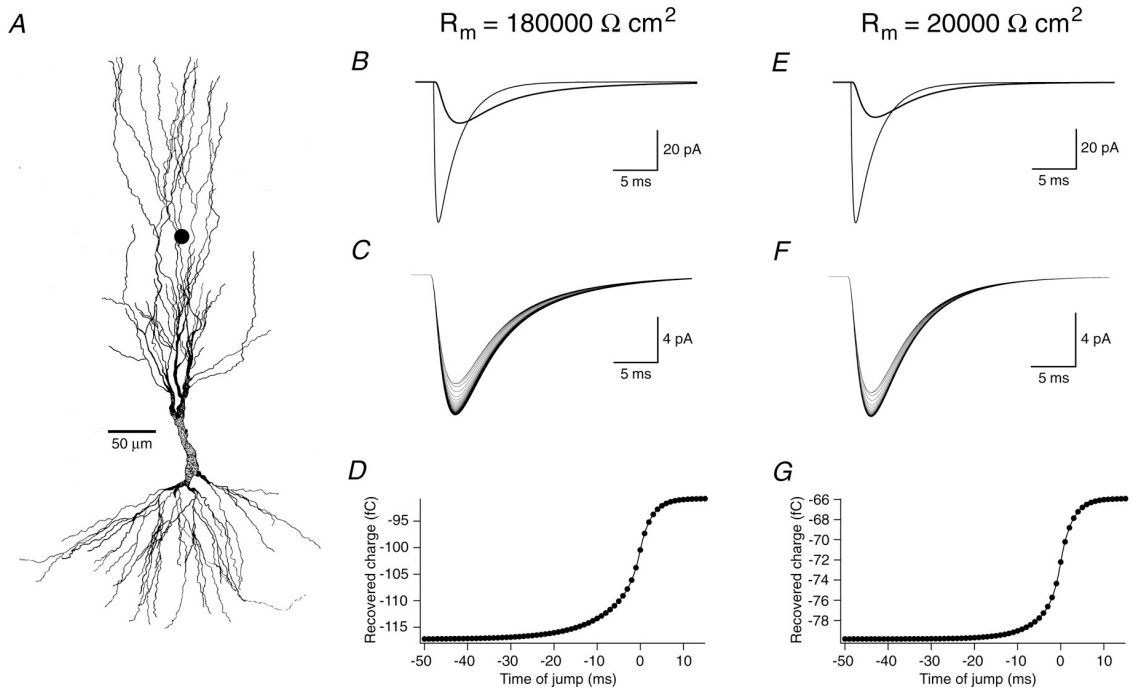 A
R_m = 180000 Ω cm²
R_m = 20000 Ω cm²
B
20 pA
5 ms
E
20 pA
5 ms
C
4 pA
5 ms
F
4 pA
5 ms
50 μm
D
Recovered charge (fC)
-95
-100
-105
-110
-115
-50 -40 -30 -20 -10 0 10
Time of jump (ms)
G
Recovered charge (fC)
-66
-68
-70
-72
-74
-76
-78
-50 -40 -30 -20 -10 0 10
Time of jump (ms)